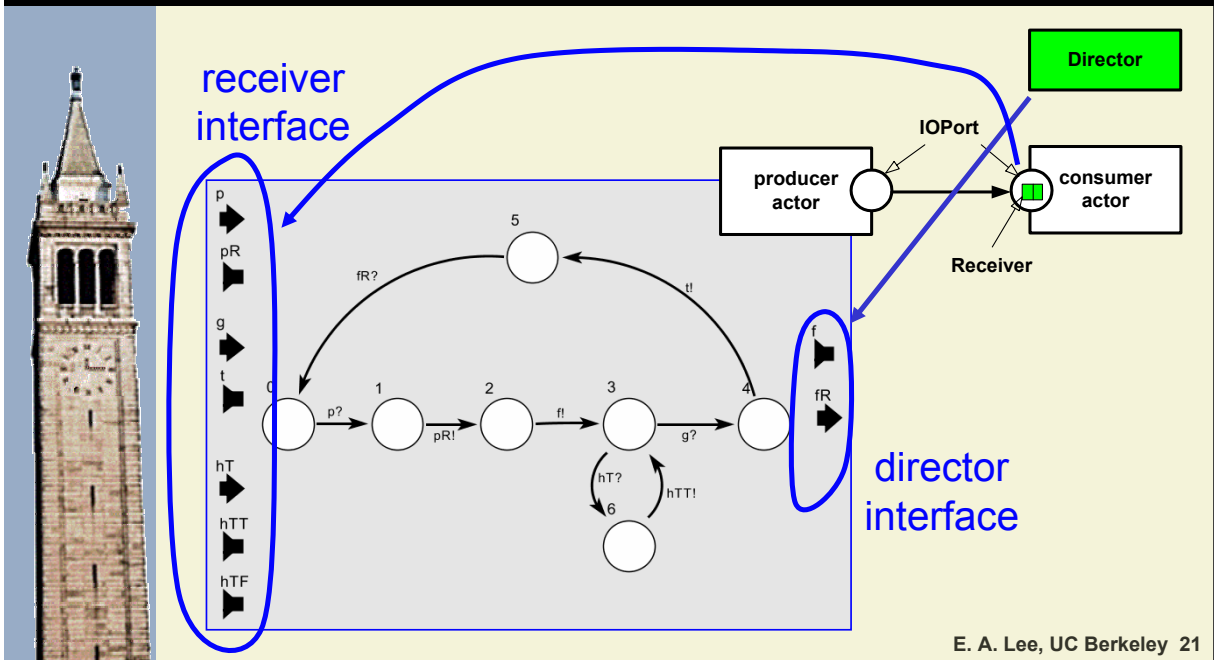 receiver
interface
Director
IOPort
producer
actor
consumer
actor
Receiver
p
pR
g
t
hT
hTT
hTF
5
fR?
t!
0
1
2
3
4
p?
pR!
f!
g?
hT?
hTT!
6
f
fR
director
interface
E. A. Lee, UC Berkeley 21